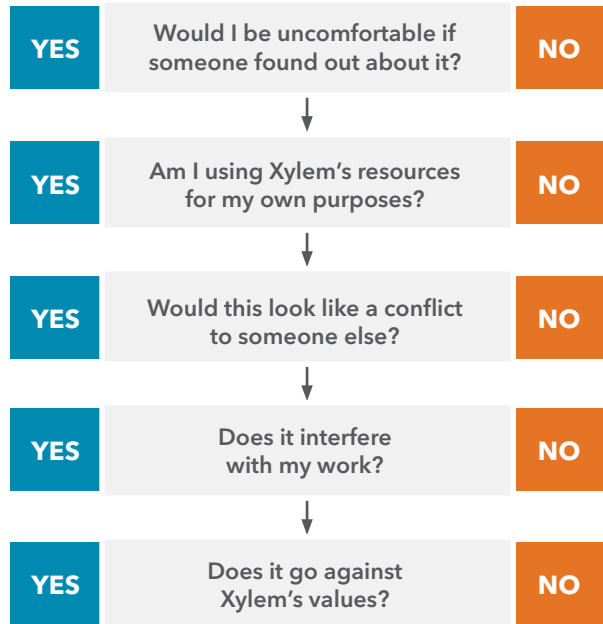 YES
Would I be uncomfortable if
someone found out about it?
NO
YES
Am I using Xylem’s resources
for my own purposes?
NO
YES
Would this look like a conflict
to someone else?
NO
YES
Does it interfere
with my work?
NO
YES
Does it go against
Xylem’s values?
NO